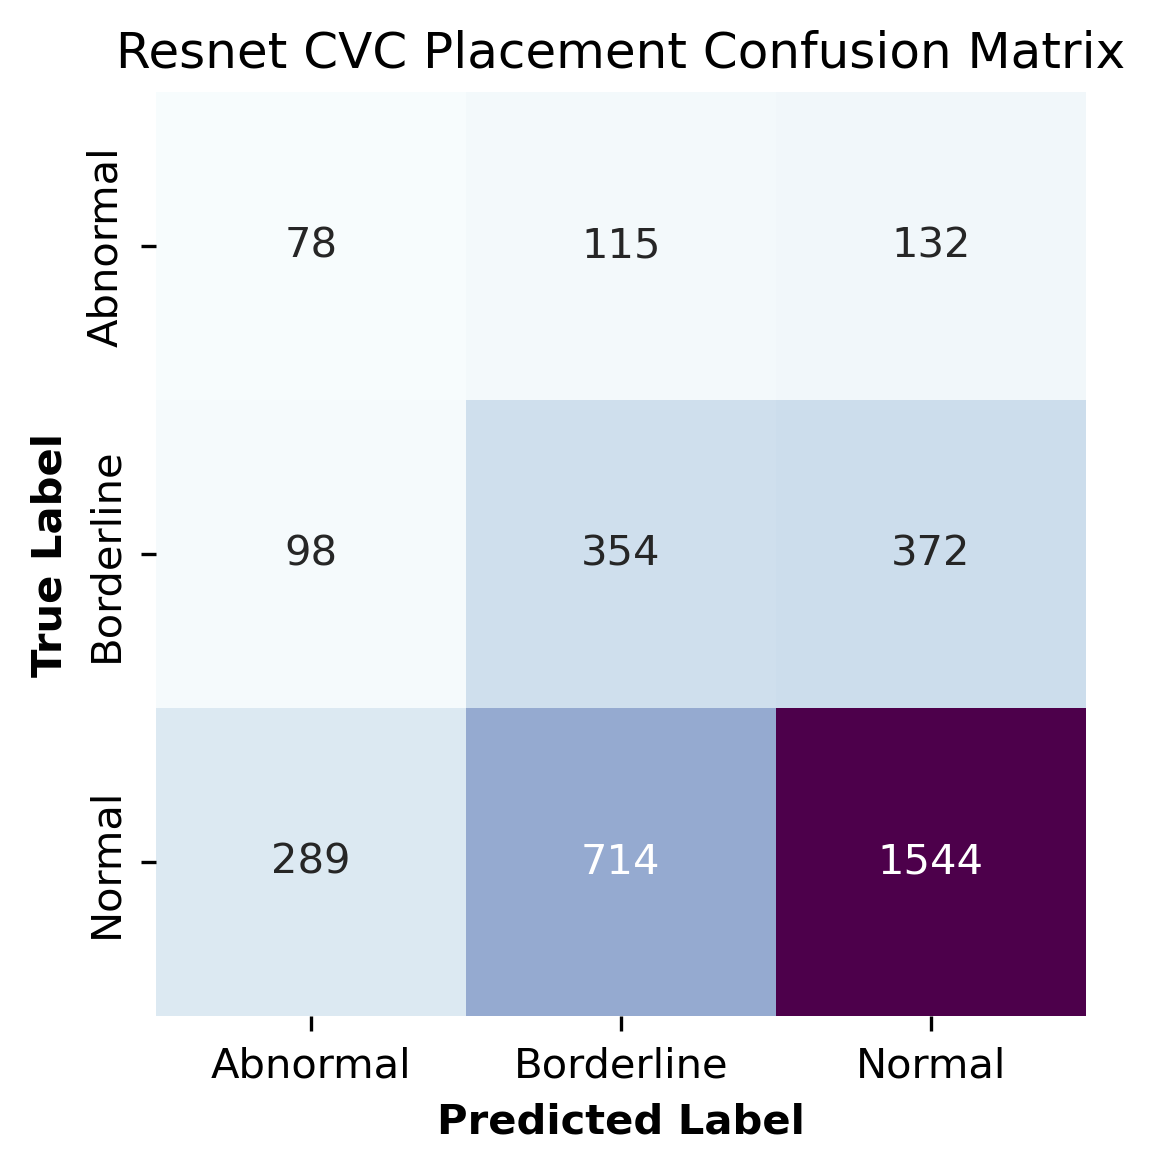 Resnet CVC Placement Confusion Matrix
True Label
Abnormal
78 115 132
Borderline
98 354 372
Normal
289 714 1544
Abnormal Borderline Normal
Predicted Label